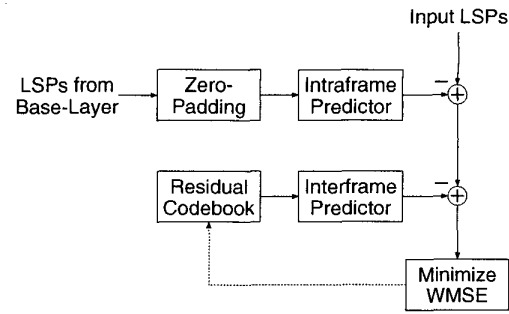 Input LSPs
LSPs from
Base-Layer
Zero-
Padding
Intraframe
Predictor
−
+
Residual
Codebook
Interframe
Predictor
−
+
Minimize
WMSE